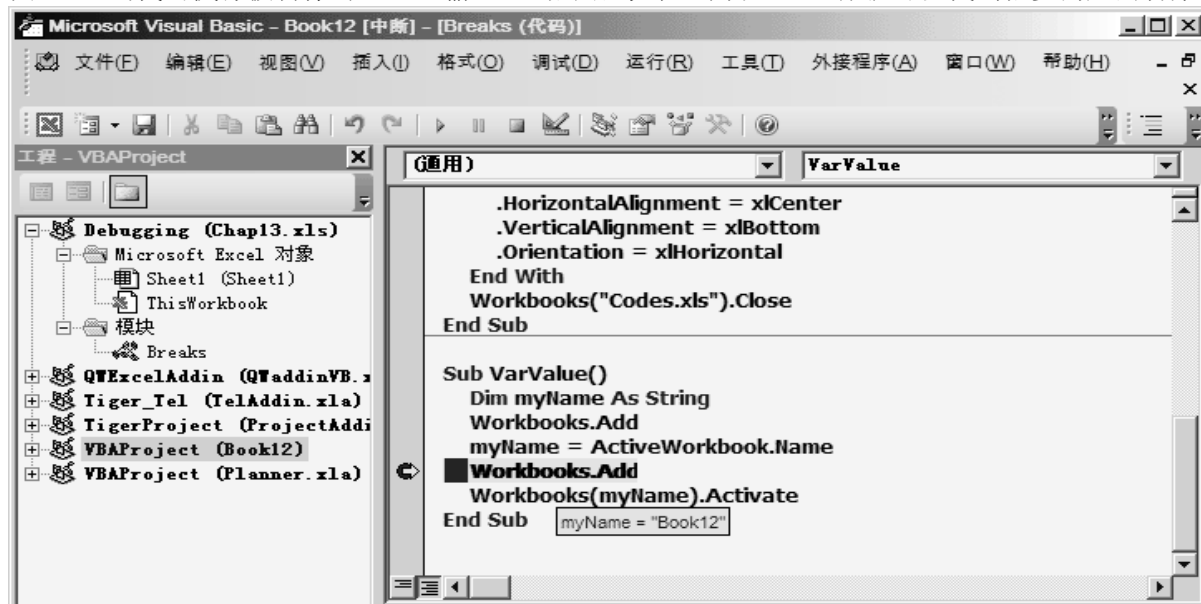 Microsoft Visual Basic – Book12 [中断] – [Breaks (代码)]
文件(F) 编辑(E) 视图(V) 插入(I) 格式(O) 调试(D) 运行(R) 工具(T) 外接程序(A) 窗口(W) 帮助(H)
工程 – VBAProject
Debugging (Chap13.xls)
Microsoft Excel 对象
Sheet1 (Sheet1)
ThisWorkbook
模块
Breaks
QWExcelAddin (QWaddinVB.x
Tiger_Tel (TelAddin.xla)
TigerProject (ProjectAddi
VBAProject (Book12)
VBAProject (Planner.xla)
(通用) VarValue
.HorizontalAlignment = xlCenter
.VerticalAlignment = xlBottom
.Orientation = xlHorizontal
End With
Workbooks("Codes.xls").Close
End Sub
Sub VarValue()
Dim myName As String
Workbooks.Add
myName = ActiveWorkbook.Name
Workbooks.Add
Workbooks(myName).Activate
End Sub
myName = "Book12"